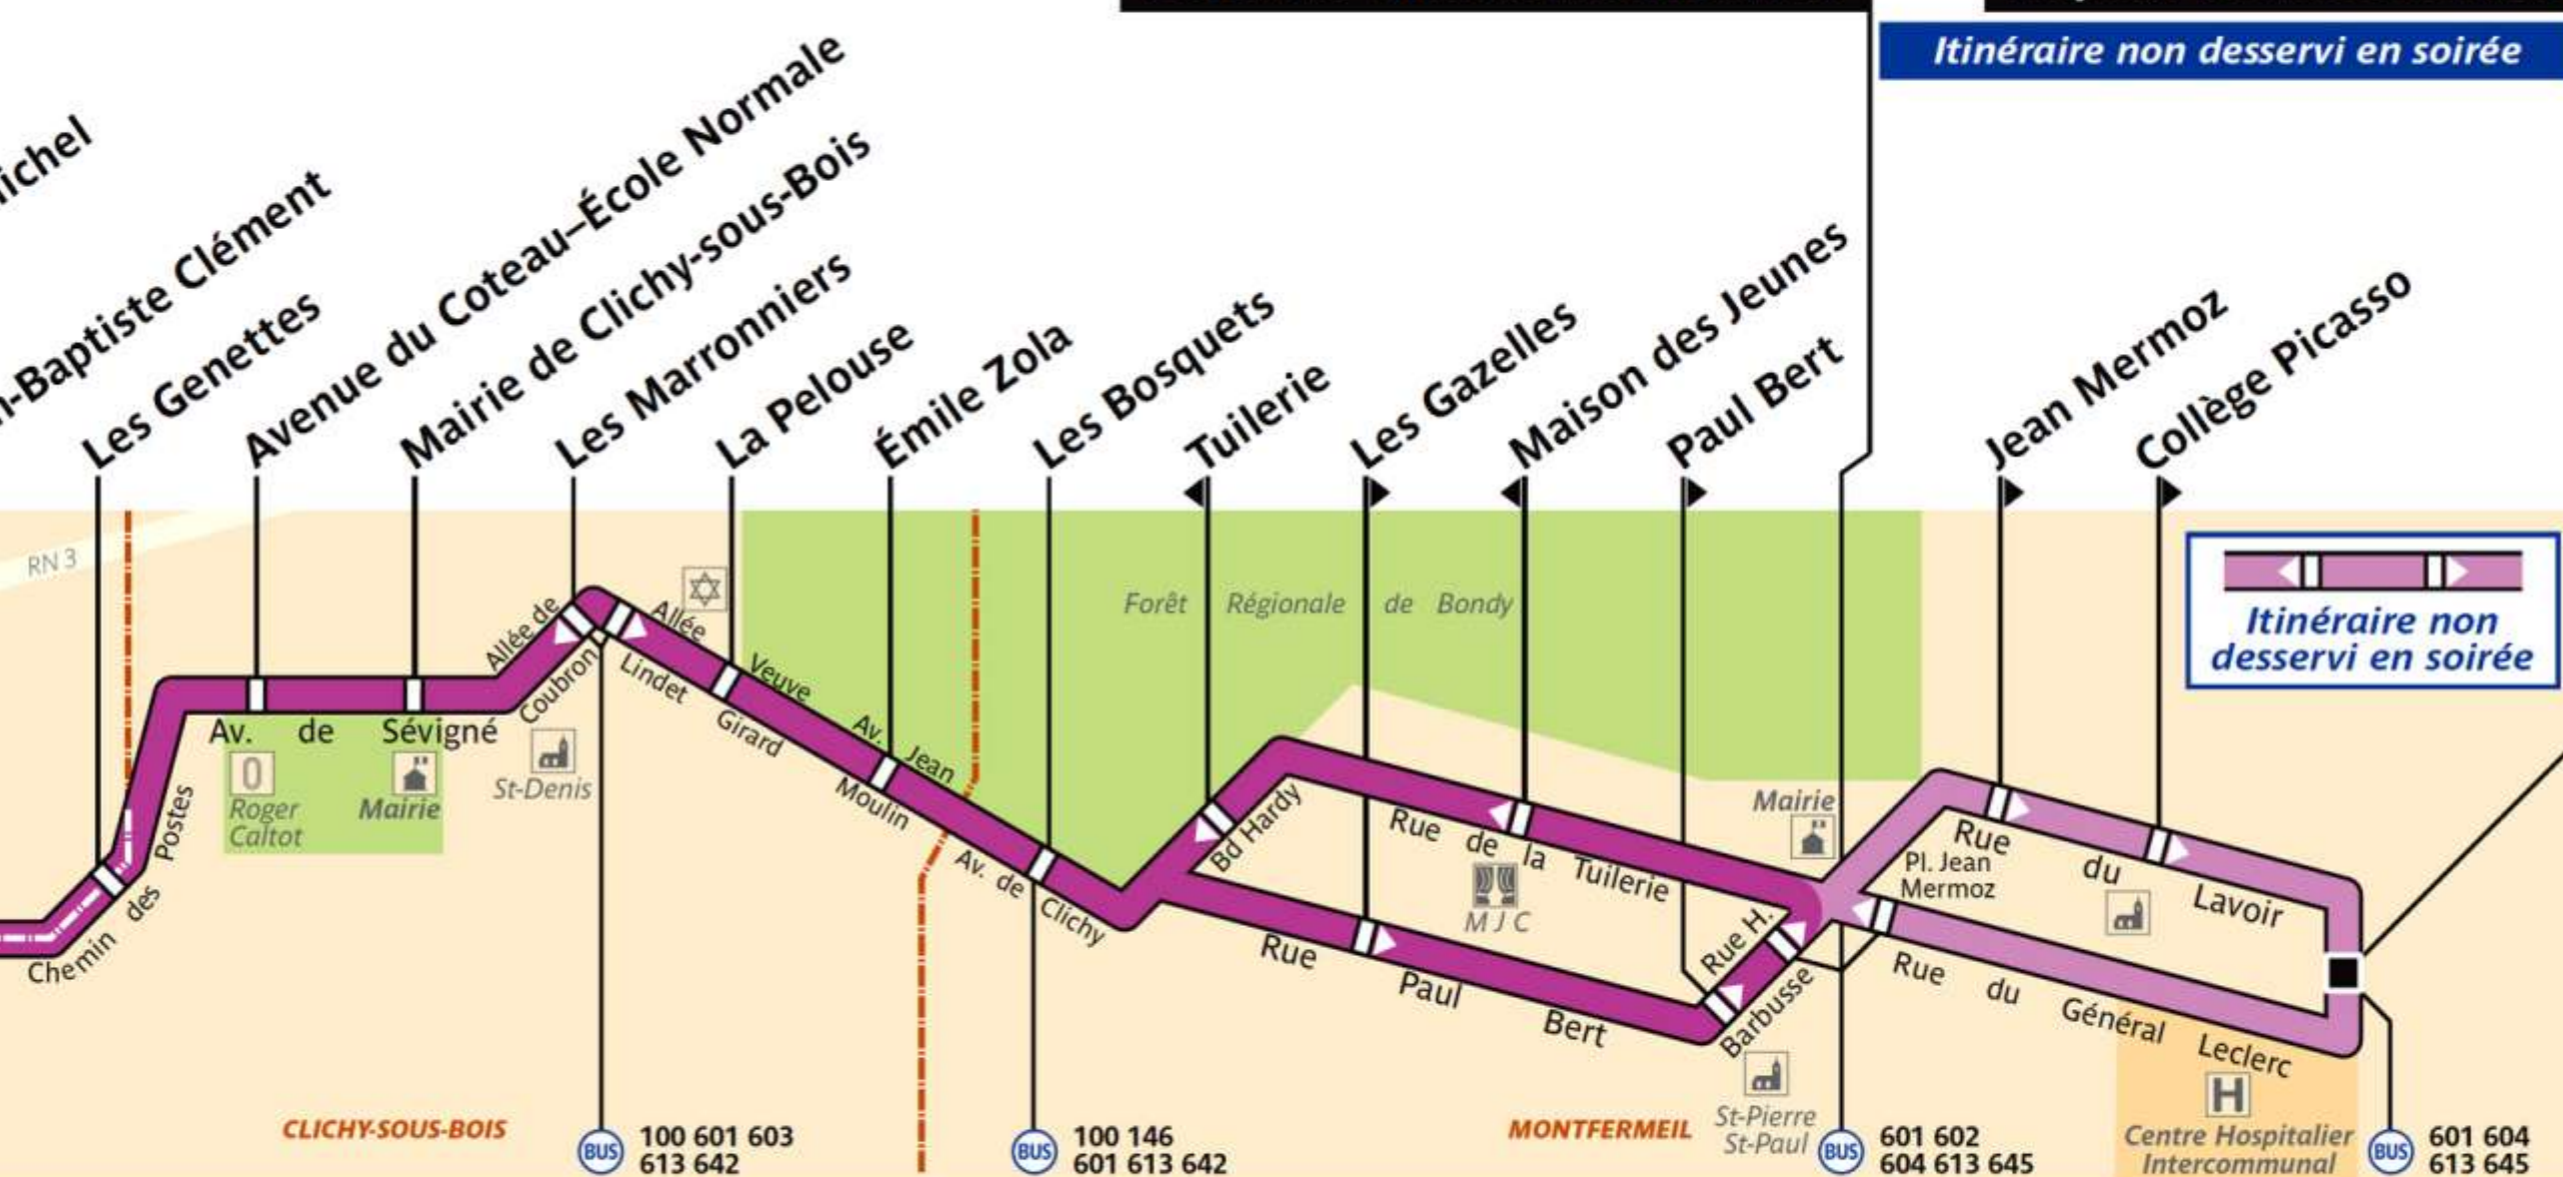 Itinéraire non desservi en soirée
Les Genettes
Avenue du Coteau–École Normale
Mairie de Clichy-sous-Bois
Les Marronniers
La Pelouse
Émile Zola
Les Bosquets
Tuilerie
Les Gazelles
Maison des Jeunes
Paul Bert
Jean Mermoz
Collège Picasso
-Baptiste Clément
ichel
RN 3
Forêt Régionale de Bondy
Itinéraire non
desservi en soirée
Chemin des Postes
Av. de Sévigné
Roger
Caltot
Mairie
Allée de
Coubron
St-Denis
Allée
Lindet
Veuve
Girard
Av. Jean
Moulin
Av. de
Clichy
Bd Hardy
Rue de la Tuilerie
M J C
Rue Paul Bert
Rue H.
Barbusse
Mairie
Pl. Jean
Mermoz
Rue du Lavoir
Rue du Général Leclerc
CLICHY-SOUS-BOIS
MONTFERMEIL
St-Pierre
St-Paul
H
Centre Hospitalier
Intercommunal
BUS
100 601 603
613 642
BUS
100 146
601 613 642
BUS
601 602
604 613 645
BUS
601 604
613 645